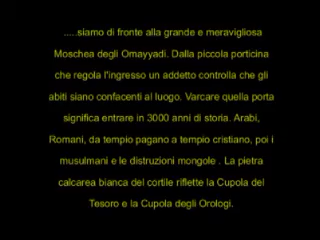 .....siamo di fronte alla grande e meravigliosa
Moschea degli Omayyadi. Dalla piccola porticina
che regola l'ingresso un addetto controlla che gli
abiti siano confacenti al luogo. Varcare quella porta
significa entrare in 3000 anni di storia. Arabi,
Romani, da tempio pagano a tempio cristiano, poi i
musulmani e le distruzioni mongole . La pietra
calcarea bianca del cortile riflette la Cupola del
Tesoro e la Cupola degli Orologi.